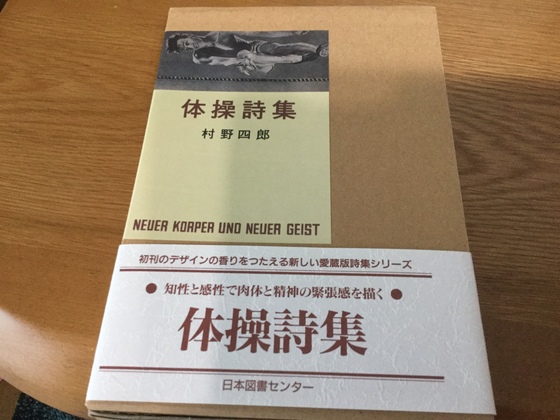 体操詩集
村野四郎
NEUER KORPER UND NEUER GEIST
初刊のデザインの香りをつたえる新しい愛蔵版詩集シリーズ
● 知性と感性で肉体と精神の緊張感を描く ●
体操詩集
日本図書センター